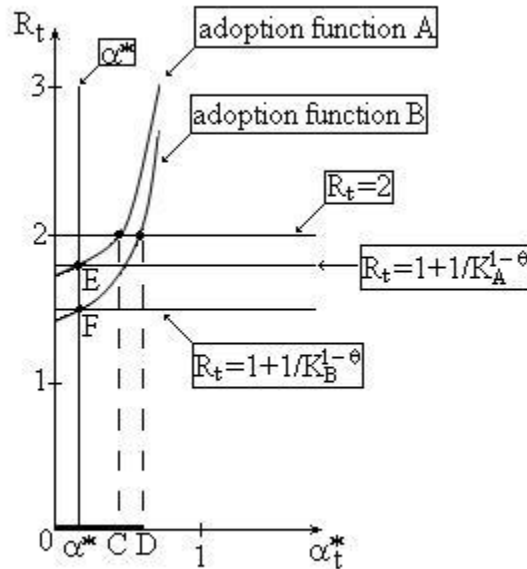 R_t
adoption function A
α*
3
adoption function B
R_t=2
2
E
R_t=1+1/K_A^{1-θ}
F
R_t=1+1/K_B^{1-θ}
1
0 α* C D 1 α_t^*